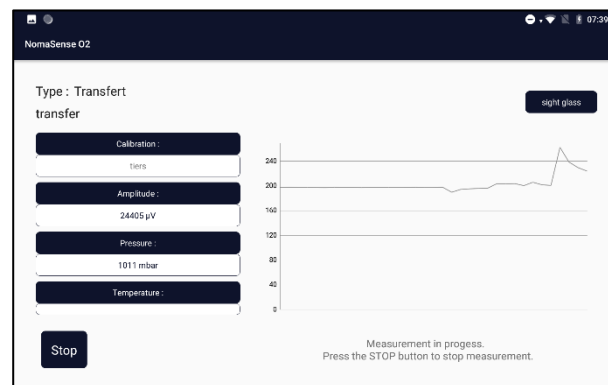 07:39
NomaSense O2
Type : Transfert
transfer
sight glass
Calibration :
tiers
Amplitude :
24405 µV
Pressure :
1011 mbar
Temperature :
Stop
240
200
160
120
80
40
0
Measurement in progess.
Press the STOP button to stop measurement.